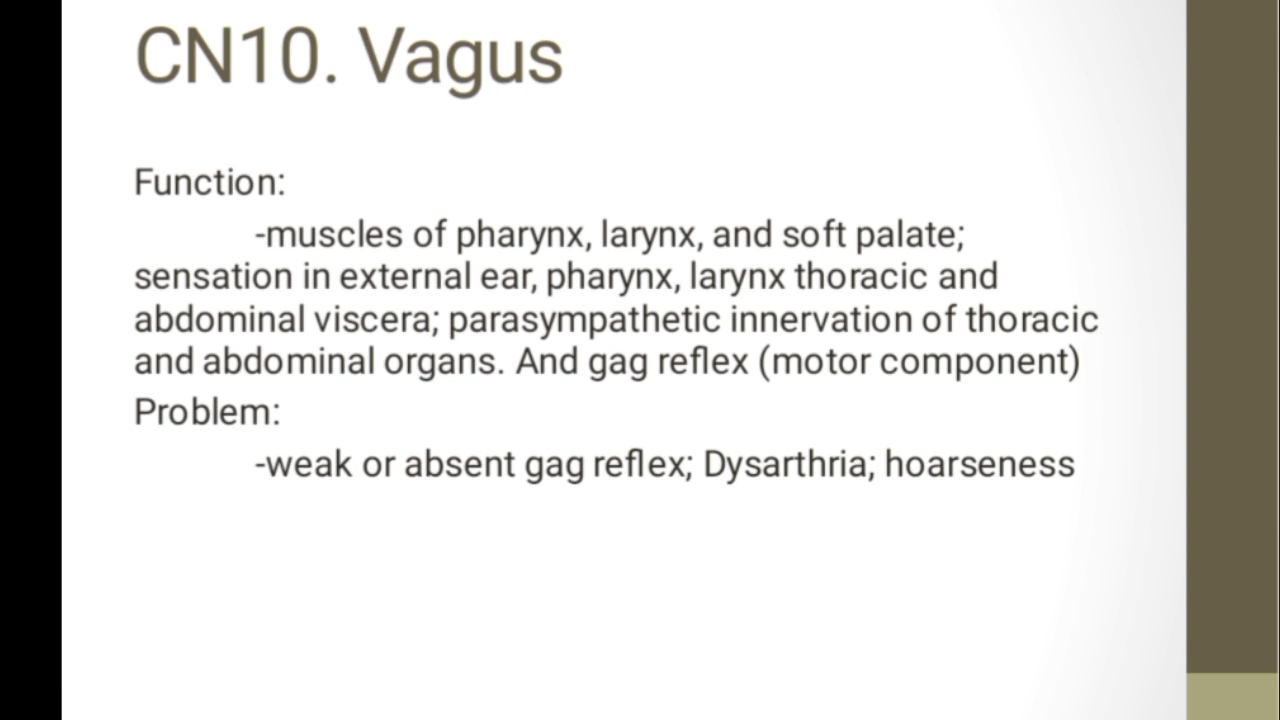 CN10. Vagus
Function:
-muscles of pharynx, larynx, and soft palate;
sensation in external ear, pharynx, larynx thoracic and
abdominal viscera; parasympathetic innervation of thoracic
and abdominal organs. And gag reflex (motor component)
Problem:
-weak or absent gag reflex; Dysarthria; hoarseness